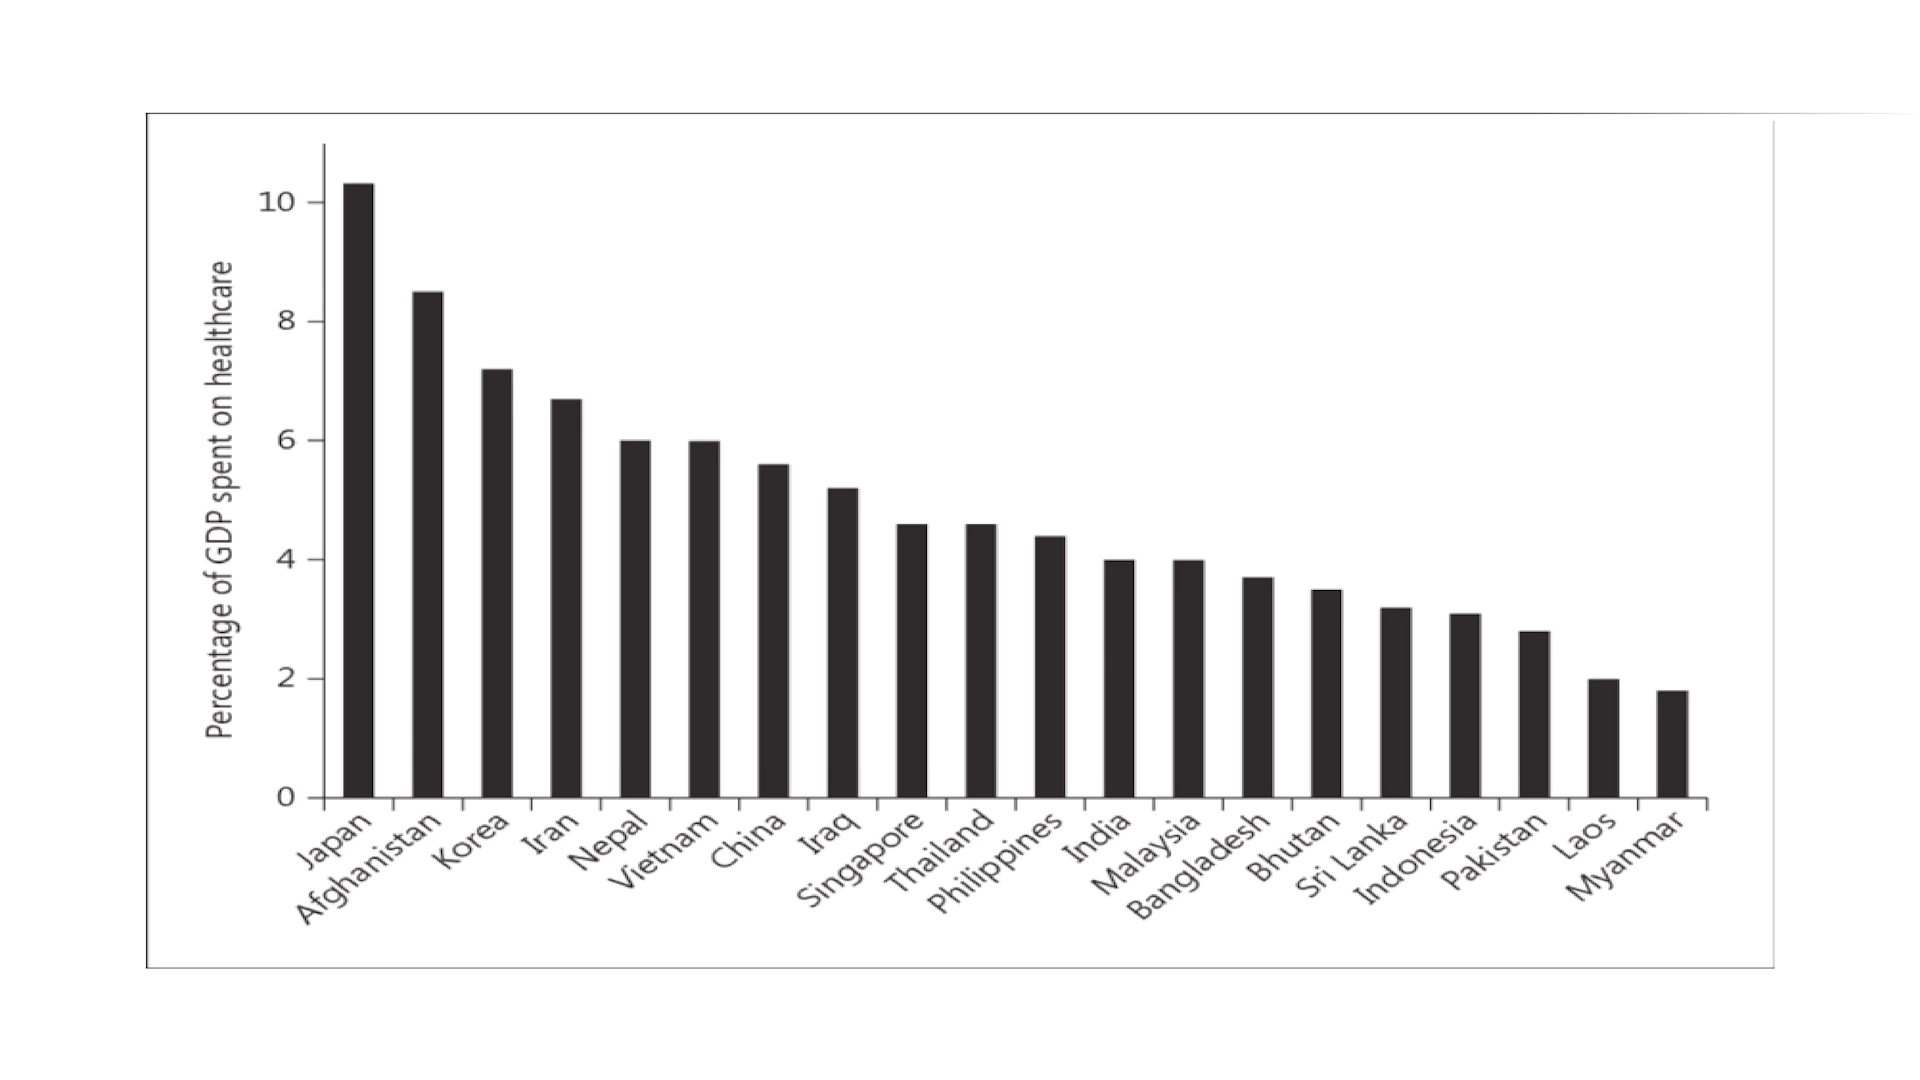 Percentage of GDP spent on healthcare
10
8
6
4
2
0
Japan
Afghanistan
Korea
Iran
Nepal
Vietnam
China
Iraq
Singapore
Thailand
Philippines
India
Malaysia
Bangladesh
Bhutan
Sri Lanka
Indonesia
Pakistan
Laos
Myanmar